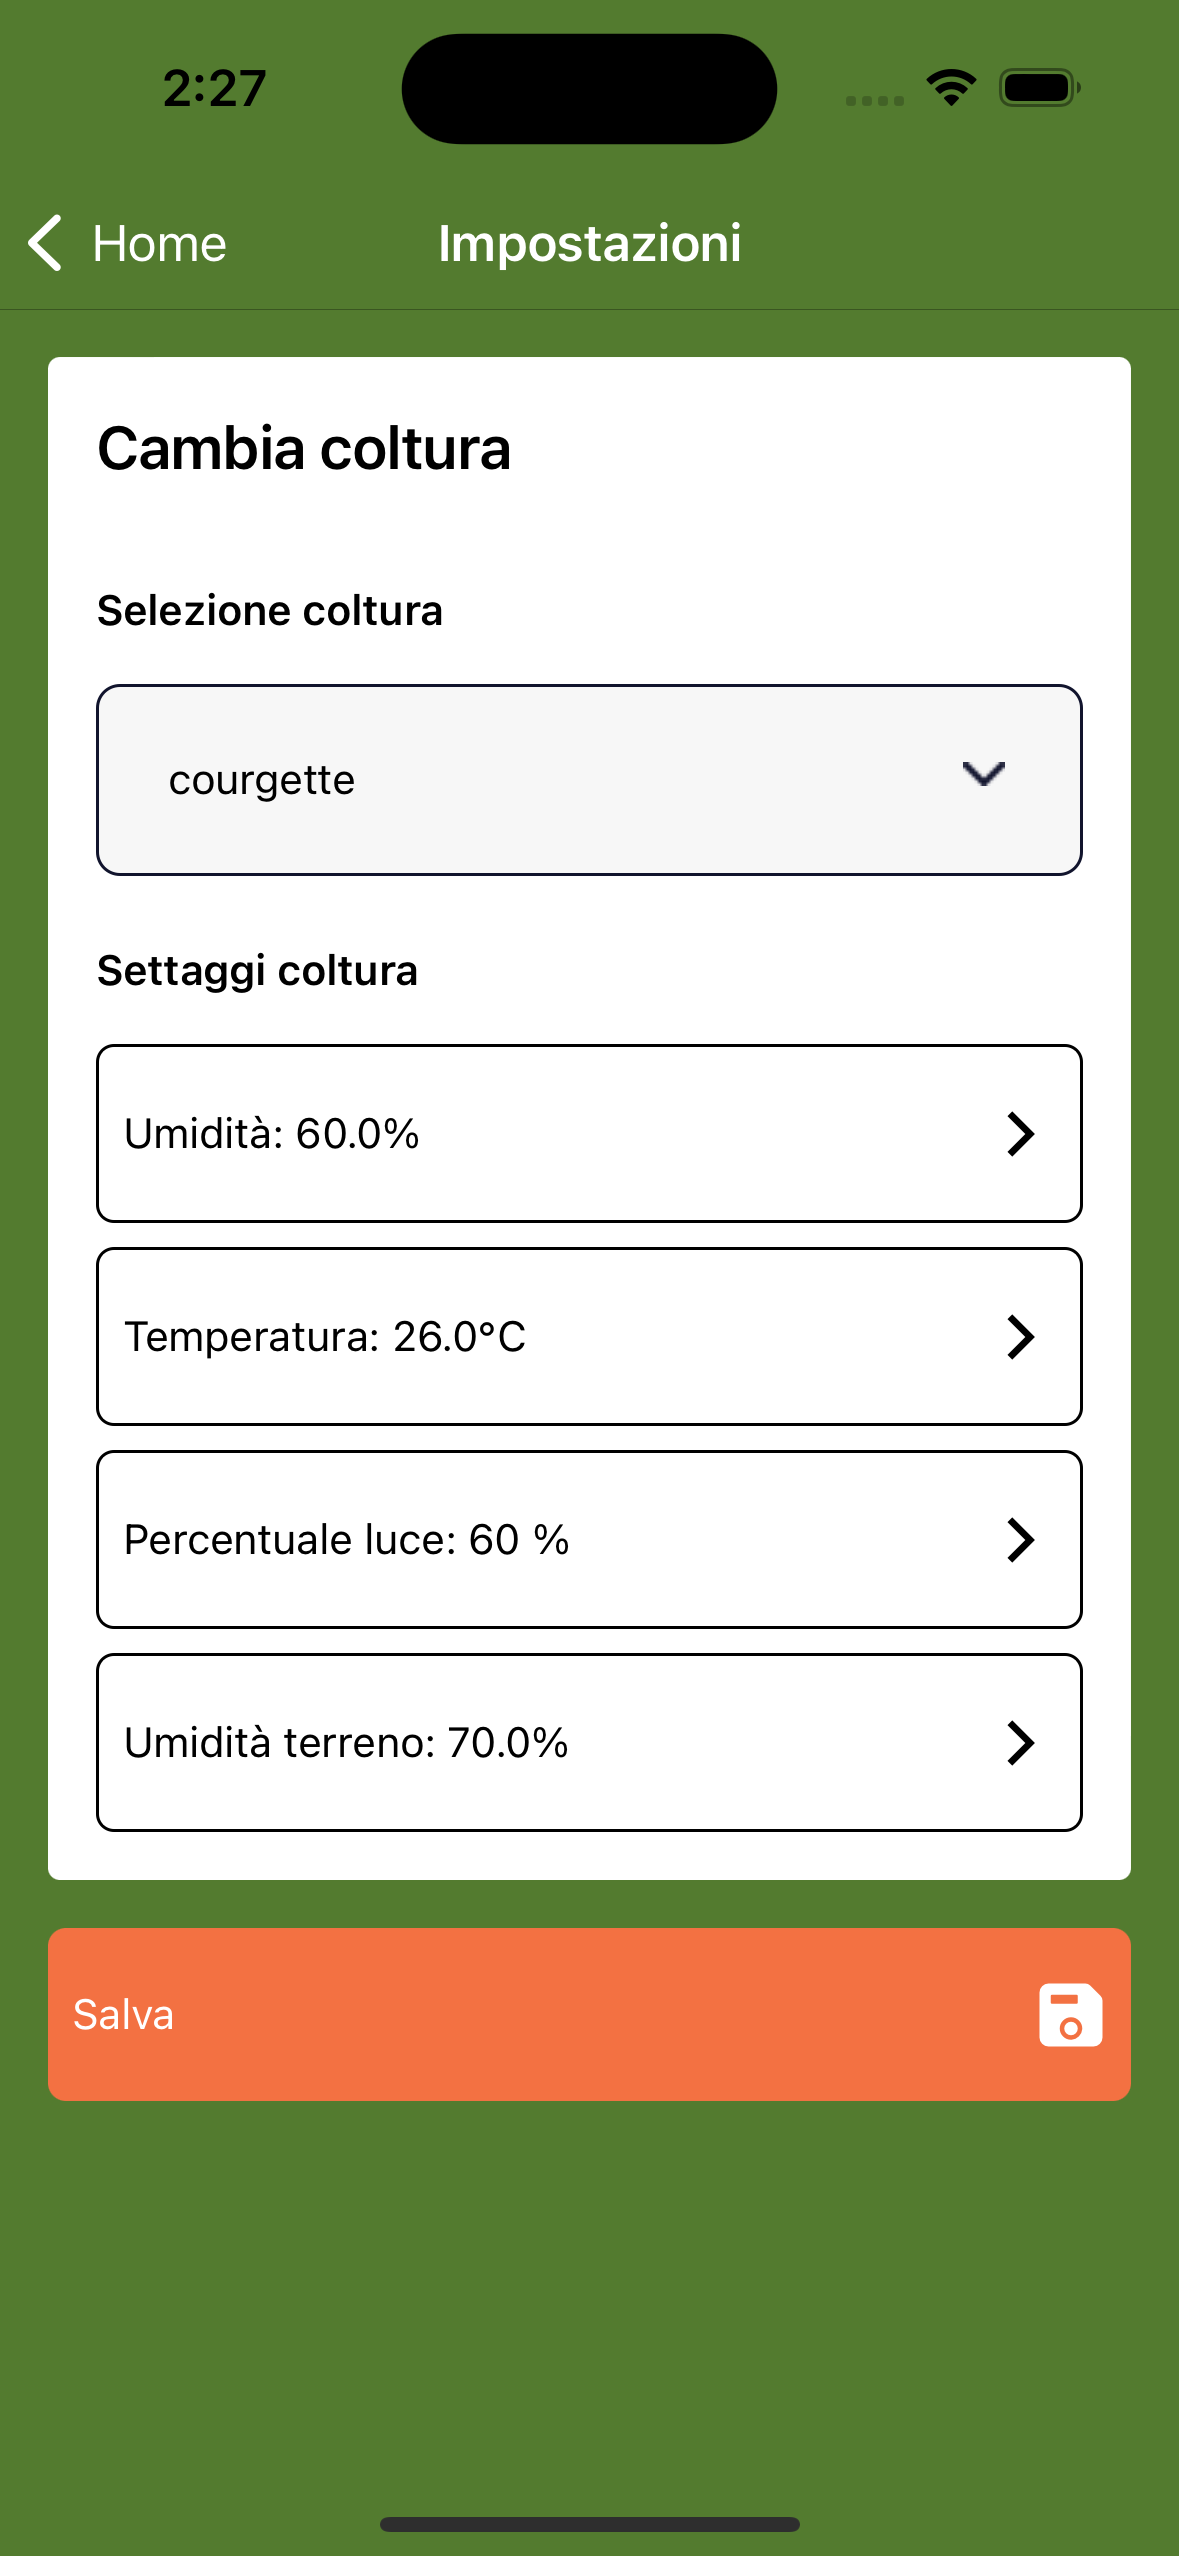 2:27
Home
Impostazioni
Cambia coltura
Selezione coltura
courgette
Settaggi coltura
Umidità: 60.0%
Temperatura: 26.0°C
Percentuale luce: 60 %
Umidità terreno: 70.0%
Salva